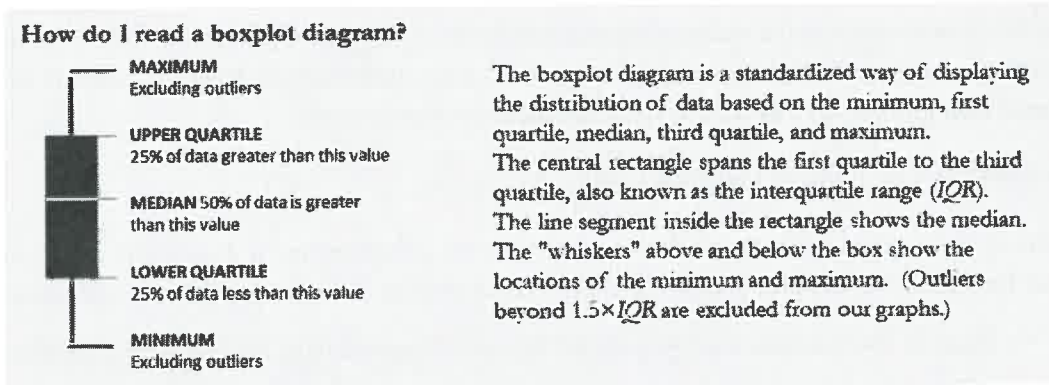 How do I read a boxplot diagram?
MAXIMUM
Excluding outliers
UPPER QUARTILE
25% of data greater than this value
MEDIAN 50% of data is greater
than this value
LOWER QUARTILE
25% of data less than this value
MINIMUM
Excluding outliers
The boxplot diagram is a standardized way of displaying
the distribution of data based on the minimum, first
quartile, median, third quartile, and maximum.
The central rectangle spans the first quartile to the third
quartile, also known as the interquartile range (IQR).
The line segment inside the rectangle shows the median.
The "whiskers" above and below the box show the
locations of the minimum and maximum. (Outliers
beyond 1.5×IQR are excluded from our graphs.)